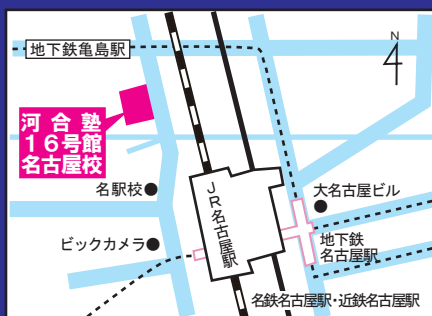 N
地下鉄亀島駅
河合塾
16号館
名古屋校
名駅校
JR名古屋駅
大名古屋ビル
ビックカメラ
地下鉄
名古屋駅
名鉄名古屋駅・近鉄名古屋駅